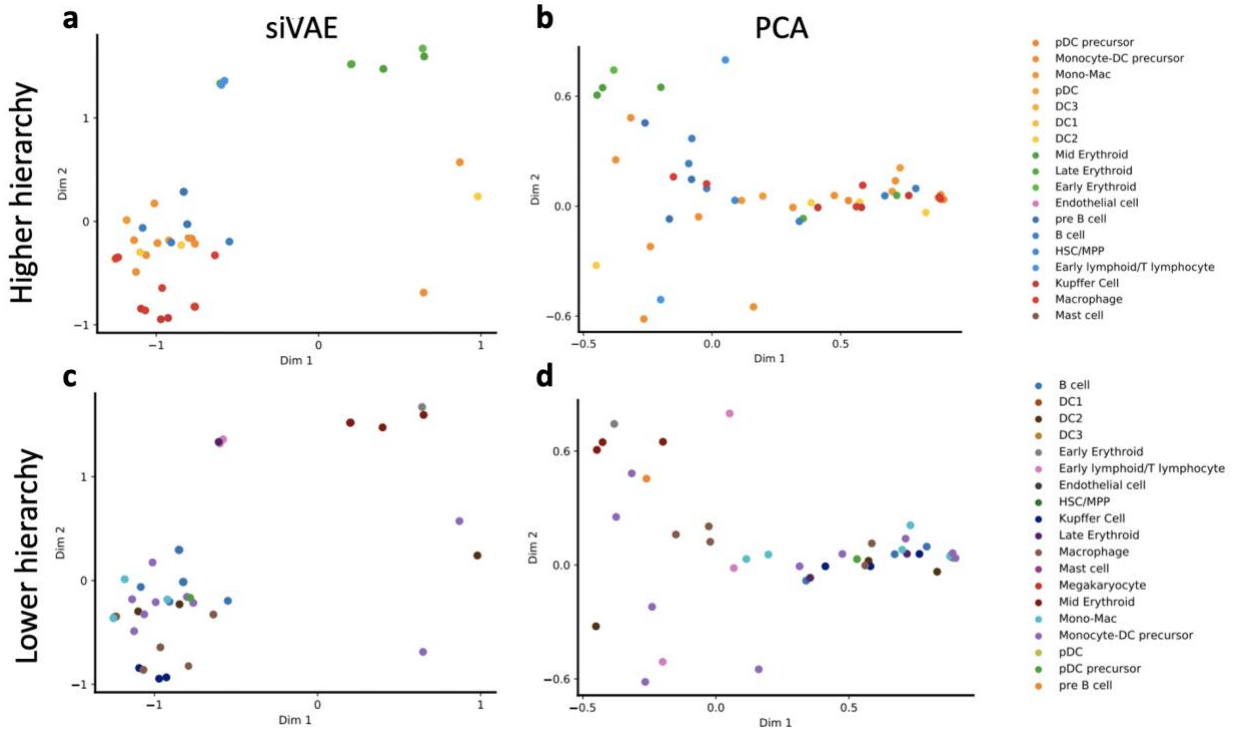 a siVAE b PCA
Higher hierarchy
Dim 2
1
0
−1
−1 0 1
Dim 1
Dim 2
0.6
0.0
−0.6
−0.5 0.0 0.5
Dim 1
pDC precursor
Monocyte-DC precursor
Mono-Mac
pDC
DC3
DC1
DC2
Mid Erythroid
Late Erythroid
Early Erythroid
Endothelial cell
pre B cell
B cell
HSC/MPP
Early lymphoid/T lymphocyte
Kupffer Cell
Macrophage
Mast cell
c d
Lower hierarchy
Dim 2
1
0
−1
−1 0 1
Dim 1
Dim 2
0.6
0.0
−0.6
−0.5 0.0 0.5
Dim 1
B cell
DC1
DC2
DC3
Early Erythroid
Early lymphoid/T lymphocyte
Endothelial cell
HSC/MPP
Kupffer Cell
Late Erythroid
Macrophage
Mast cell
Megakaryocyte
Mid Erythroid
Mono-Mac
Monocyte-DC precursor
pDC
pDC precursor
pre B cell